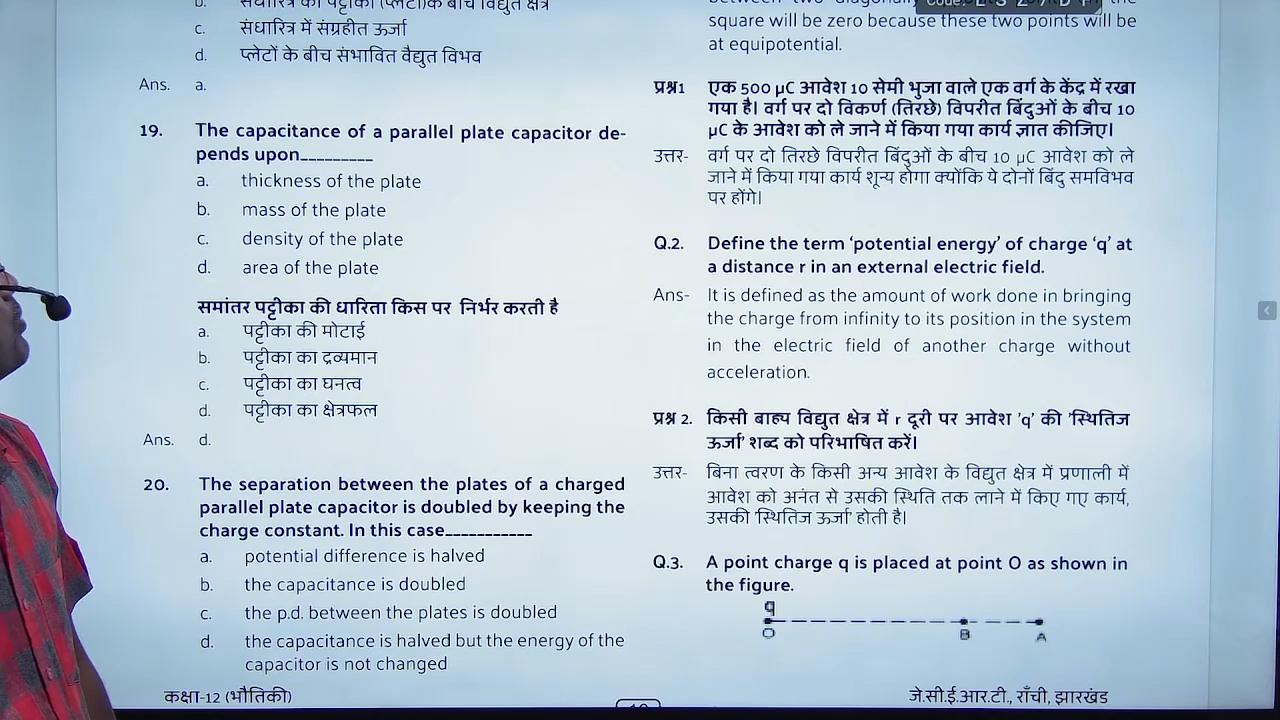 b. संधारित्र की पट्टीका (प्लेटों)के बीच विद्युत क्षेत्र
c. संधारित्र में संग्रहीत ऊर्जा
d. प्लेटों के बीच संभावित वैद्युत विभव
Ans. a.
19. The capacitance of a parallel plate capacitor de-
pends upon_________
a. thickness of the plate
b. mass of the plate
c. density of the plate
d. area of the plate
समांतर पट्टीका की धारिता किस पर निर्भर करती है
a. पट्टीका की मोटाई
b. पट्टीका का द्रव्यमान
c. पट्टीका का घनत्व
d. पट्टीका का क्षेत्रफल
Ans. d.
20. The separation between the plates of a charged
parallel plate capacitor is doubled by keeping the
charge constant. In this case___________
a. potential difference is halved
b. the capacitance is doubled
c. the p.d. between the plates is doubled
d. the capacitance is halved but the energy of the
capacitor is not changed
कक्षा-12 (भौतिकी)
between two diagonally the
square will be zero because these two points will be
at equipotential.
प्रश्न1 एक 500 µC आवेश 10 सेमी भुजा वाले एक वर्ग के केंद्र में रखा
गया है। वर्ग पर दो विकर्ण (तिरछे) विपरीत बिंदुओं के बीच 10
µC के आवेश को ले जाने में किया गया कार्य ज्ञात कीजिए।
उत्तर- वर्ग पर दो तिरछे विपरीत बिंदुओं के बीच 10 µC आवेश को ले
जाने में किया गया कार्य शून्य होगा क्योंकि ये दोनों बिंदु समविभव
पर होंगे।
Q.2. Define the term ‘potential energy’ of charge ‘q’ at
a distance r in an external electric field.
Ans- It is defined as the amount of work done in bringing
the charge from infinity to its position in the system
in the electric field of another charge without
acceleration.
प्रश्न 2. किसी बाह्य विद्युत क्षेत्र में r दूरी पर आवेश 'q' की 'स्थितिज
ऊर्जा' शब्द को परिभाषित करें।
उत्तर- बिना त्वरण के किसी अन्य आवेश के विद्युत क्षेत्र में प्रणाली में
आवेश को अनंत से उसकी स्थिति तक लाने में किए गए कार्य,
उसकी 'स्थितिज ऊर्जा' होती है।
Q.3. A point charge q is placed at point O as shown in
the figure.
q
O B A
जे.सी.ई.आर.टी., राँची, झारखंड